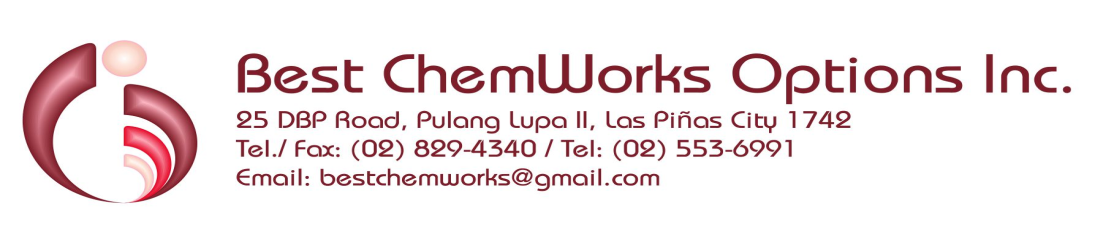 Best ChemWorks Options Inc.
25 DBP Road, Pulang Lupa II, Las Piñas City 1742
Tel./ Fax: (02) 829-4340 / Tel: (02) 553-6991
Email: bestchemworks@gmail.com